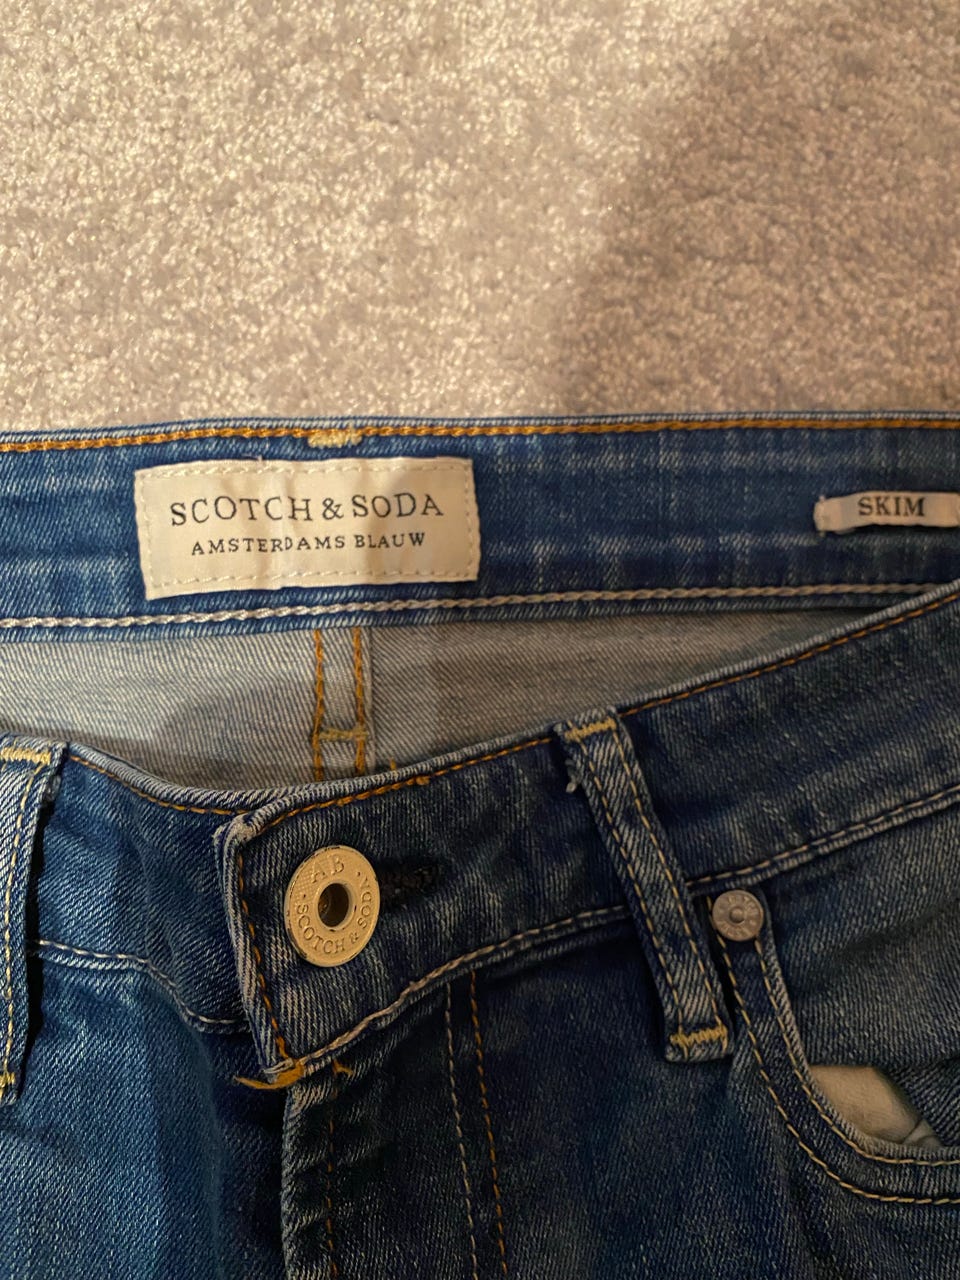 SCOTCH & SODA
AMSTERDAMS BLAUW
SKIM
AB
SCOTCH & SODA